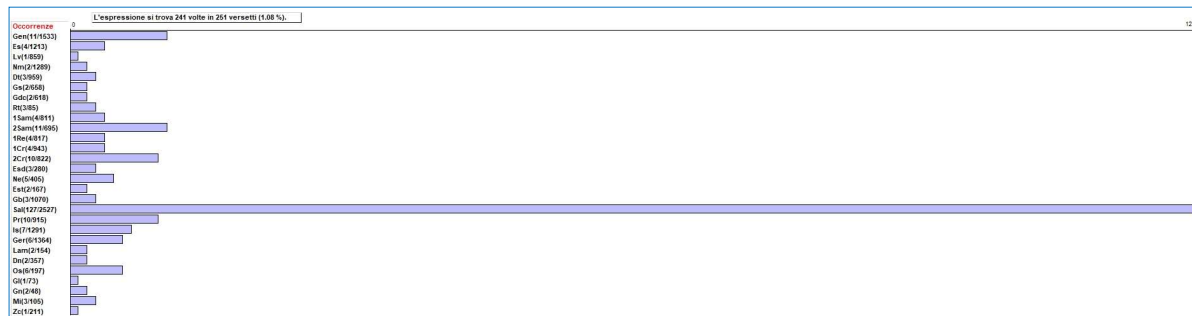 L'espressione si trova 241 volte in 251 versetti (1.08 %).
Occorrenze 0 12
Gen(11/1533)
Es(4/1213)
Lv(1/859)
Nm(2/1289)
Dt(3/959)
Gs(2/658)
Gdc(2/618)
Rt(3/85)
1Sam(4/811)
2Sam(11/695)
1Re(4/817)
1Cr(4/943)
2Cr(10/822)
Esd(3/280)
Ne(5/405)
Est(2/167)
Gb(3/1070)
Sal(127/2527)
Pr(10/915)
Is(7/1291)
Ger(6/1364)
Lam(2/154)
Dn(2/357)
Os(6/197)
Gl(1/73)
Gn(2/48)
Mi(3/105)
Zc(1/211)